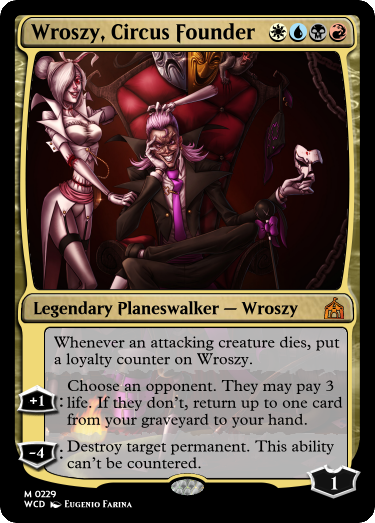 Wroszy, Circus Founder
Legendary Planeswalker — Wroszy
Whenever an attacking creature dies, put
a loyalty counter on Wroszy.
+1: Choose an opponent. They may pay 3
life. If they don't, return up to one card
from your graveyard to your hand.
-4: Destroy target permanent. This ability
can't be countered.
1
M 0229
WCD Eugenio Farina